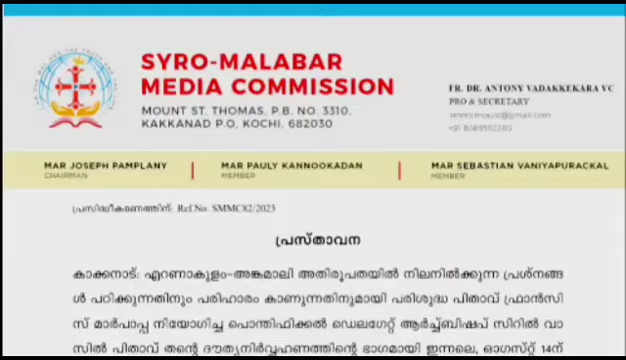 SYRO-MALABAR
MEDIA COMMISSION
MOUNT ST. THOMAS, P.B. NO. 3110,
KAKKANAD P.O, KOCHI, 682030
FR. DR. ANTONY VADAKKEKARA VC
PRO & SECRETARY
MAR JOSEPH PAMPLANY
CHAIRMAN
MAR PAULY KANNOOKADAN
MEMBER
MAR SEBASTIAN VANIYAPURACKAL
MEMBER
പ്രസിദ്ധീകരണത്തിന്: Ref.No. SMMC82/2023
പ്രസ്താവന
കാക്കനാട്: എറണാകുളം-അങ്കമാലി അതിരൂപതയിൽ നിലനിൽക്കുന്ന പ്രശ്നങ്ങ
ൾ പഠിക്കുന്നതിനും പരിഹാരം കാണുന്നതിനുമായി പരിശുദ്ധ പിതാവ് ഫ്രാൻസി
സ് മാർപാപ്പ നിയോഗിച്ച പൊന്തിഫിക്കൽ ഡെലഗേറ്റ് ആർച്ച്ബിഷപ് സിറിൽ വാ
സിൽ പിതാവ് തന്റെ ദൗത്യനിർവ്വഹണത്തിന്റെ ഭാഗമായി ഇന്നലെ, ഓഗസ്റ്റ് 14ന്